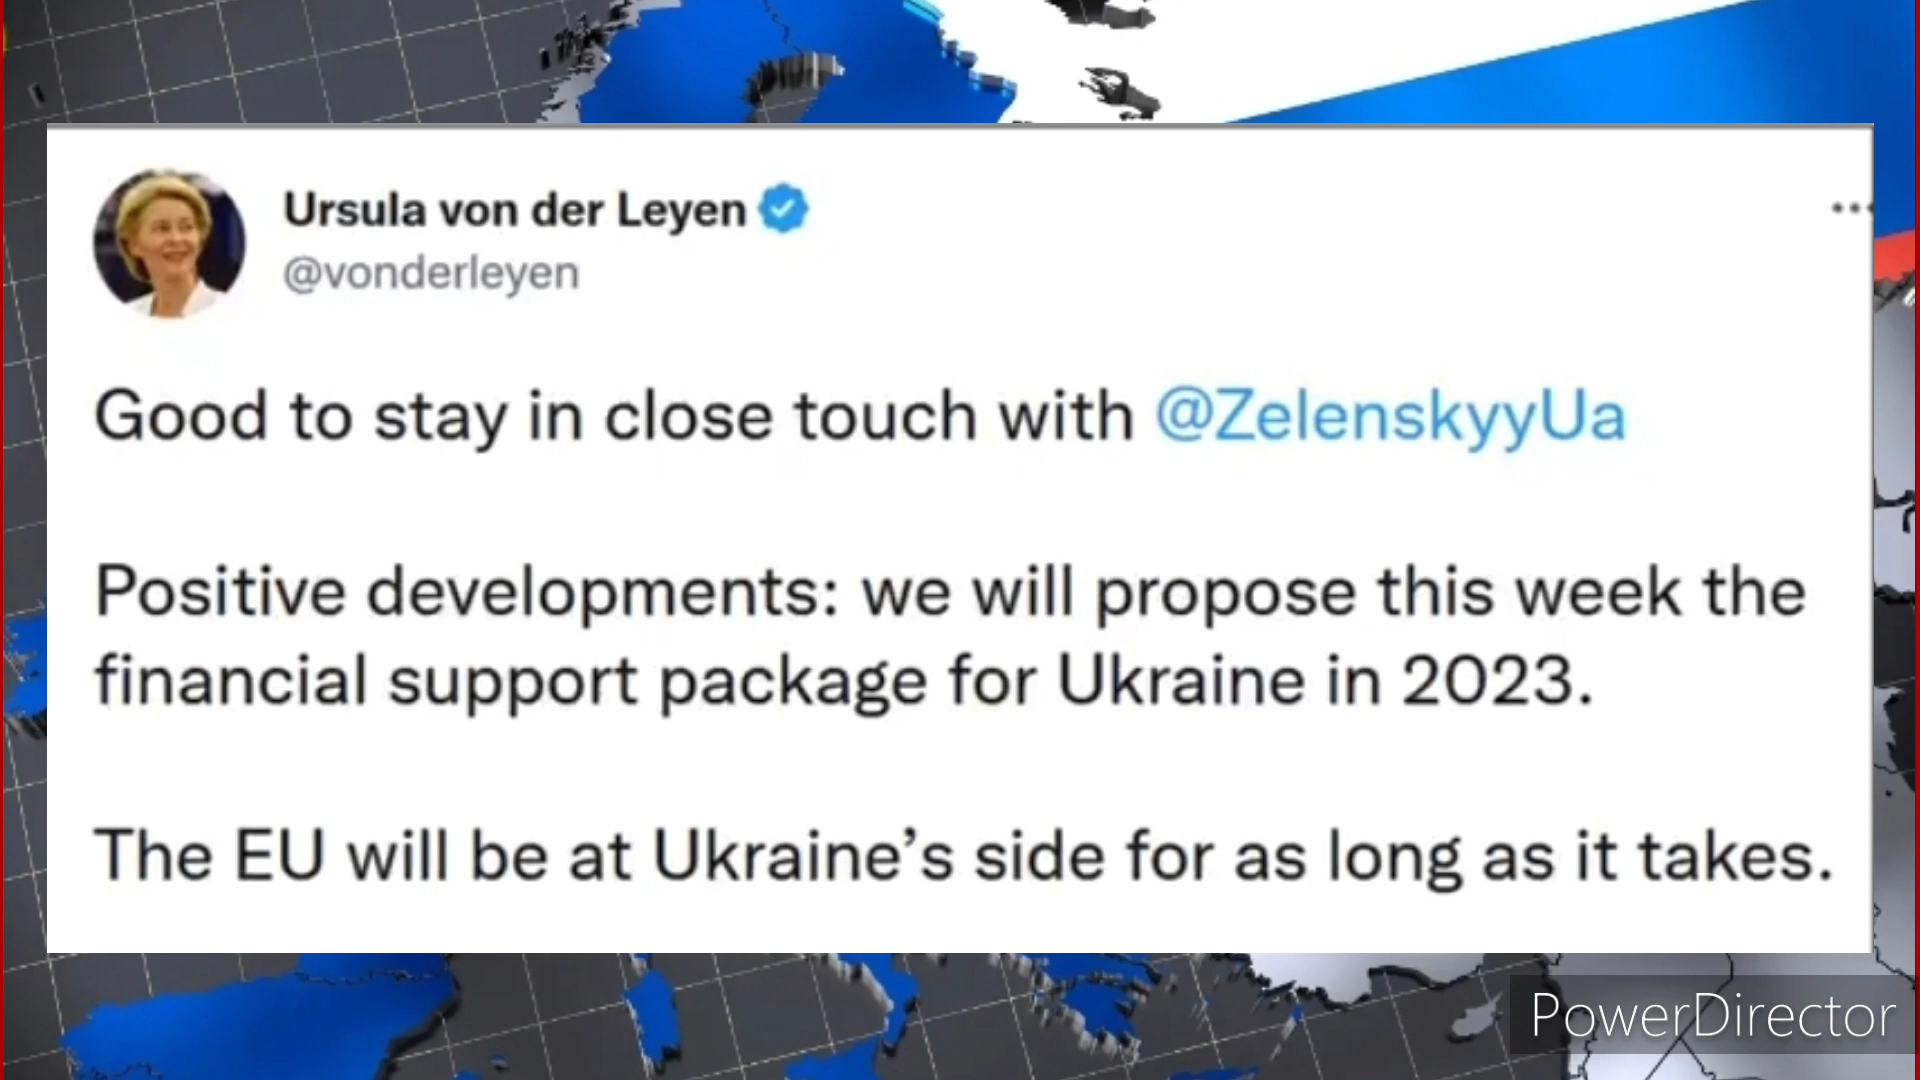 Ursula von der Leyen
@vonderleyen
Good to stay in close touch with @ZelenskyyUa
Positive developments: we will propose this week the
financial support package for Ukraine in 2023.
The EU will be at Ukraine’s side for as long as it takes.
PowerDirector